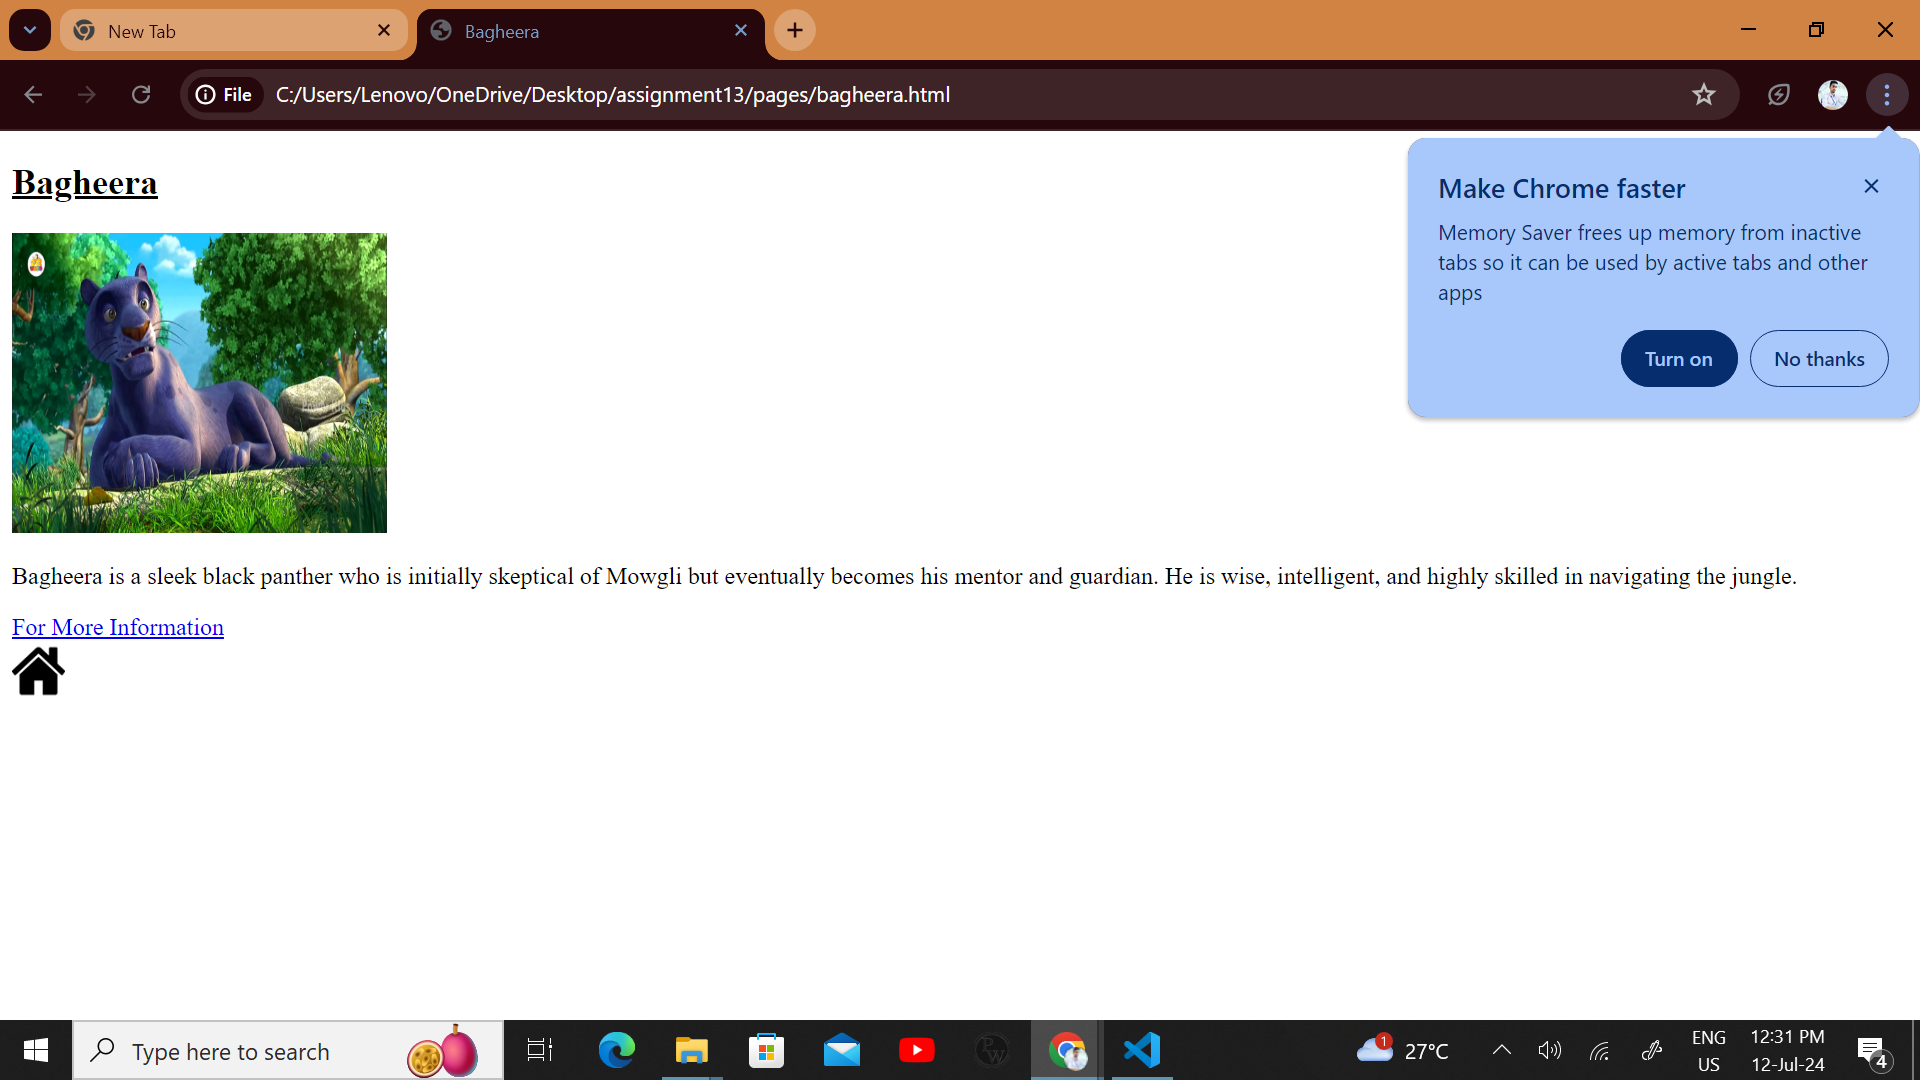 New Tab
Bagheera
File
C:/Users/Lenovo/OneDrive/Desktop/assignment13/pages/bagheera.html
Bagheera
Make Chrome faster
Memory Saver frees up memory from inactive
tabs so it can be used by active tabs and other
apps
Turn on
No thanks
Bagheera is a sleek black panther who is initially skeptical of Mowgli but eventually becomes his mentor and guardian. He is wise, intelligent, and highly skilled in navigating the jungle.
For More Information
Type here to search
1
27°C
ENG
US
12:31 PM
12-Jul-24
4